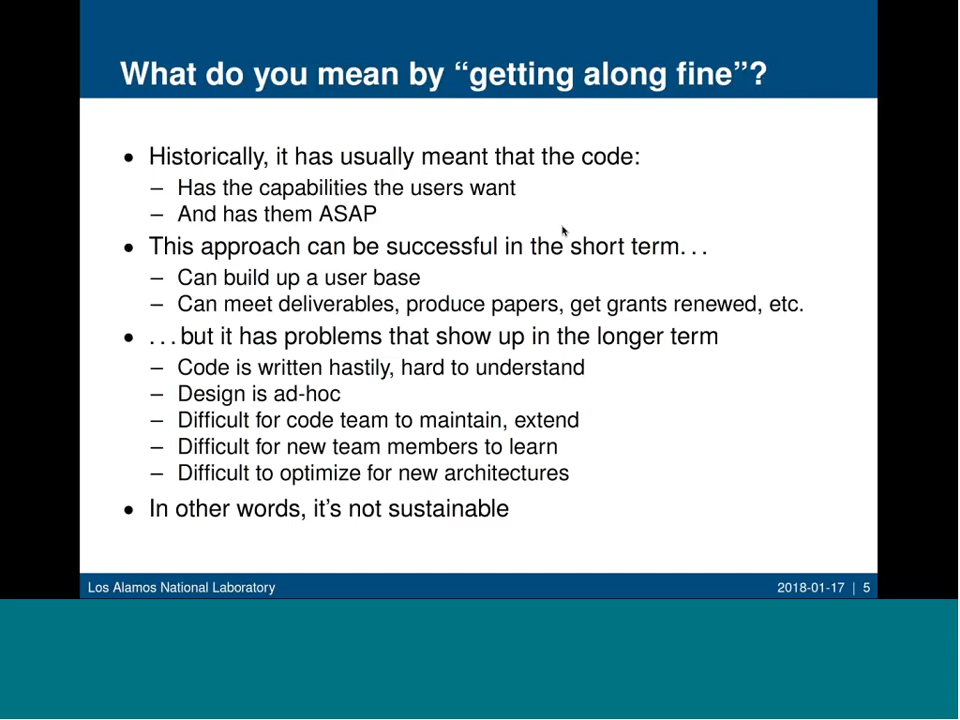 What do you mean by “getting along fine”?
• Historically, it has usually meant that the code:
– Has the capabilities the users want
– And has them ASAP
• This approach can be successful in the short term. . .
– Can build up a user base
– Can meet deliverables, produce papers, get grants renewed, etc.
• . . . but it has problems that show up in the longer term
– Code is written hastily, hard to understand
– Design is ad-hoc
– Difficult for code team to maintain, extend
– Difficult for new team members to learn
– Difficult to optimize for new architectures
• In other words, it’s not sustainable
Los Alamos National Laboratory 2018-01-17 | 5